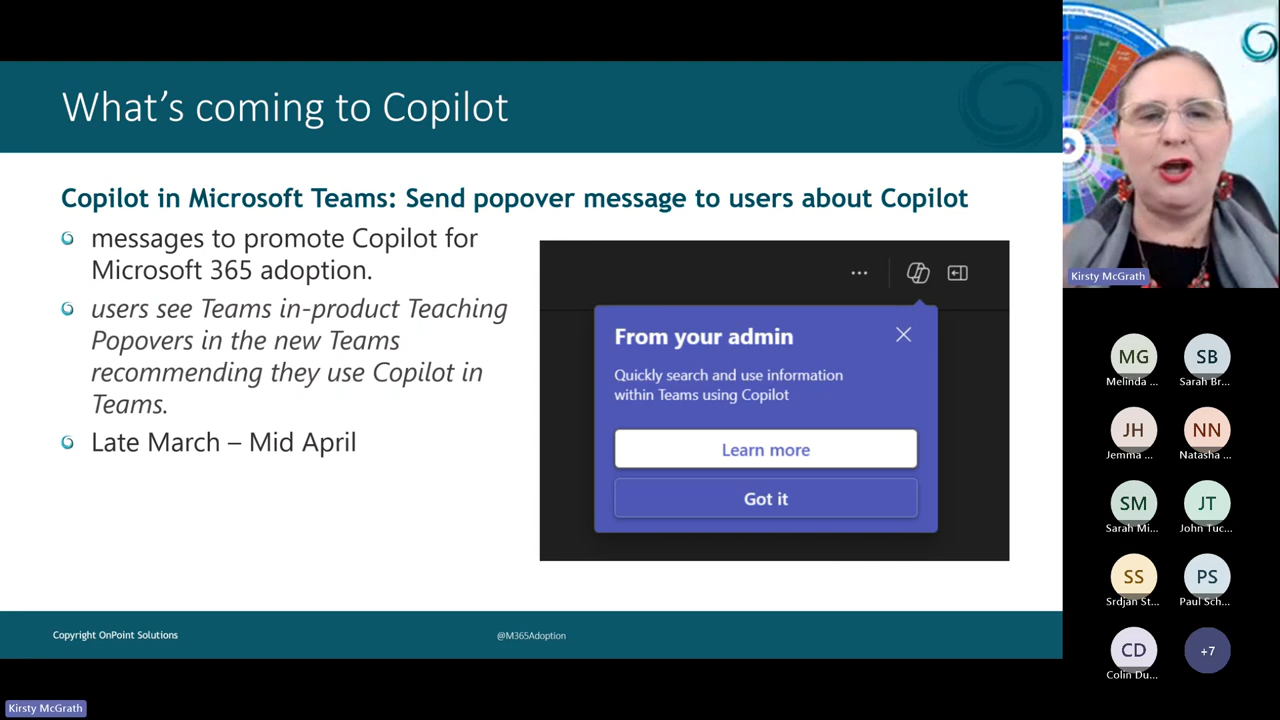 What's coming to Copilot
Copilot in Microsoft Teams: Send popover message to users about Copilot
messages to promote Copilot for
Microsoft 365 adoption.
users see Teams in-product Teaching
Popovers in the new Teams
recommending they use Copilot in
Teams.
Late March – Mid April
From your admin
Quickly search and use information
within Teams using Copilot
Learn more
Got it
Copyright OnPoint Solutions
@M365Adoption
Kirsty McGrath
Kirsty McGrath
MG
Melinda ...
SB
Sarah Br...
JH
Jemma ...
NN
Natasha ...
SM
Sarah Mi...
JT
John Tuc...
SS
Srdjan St...
PS
Paul Sch...
CD
Colin Du...
+7